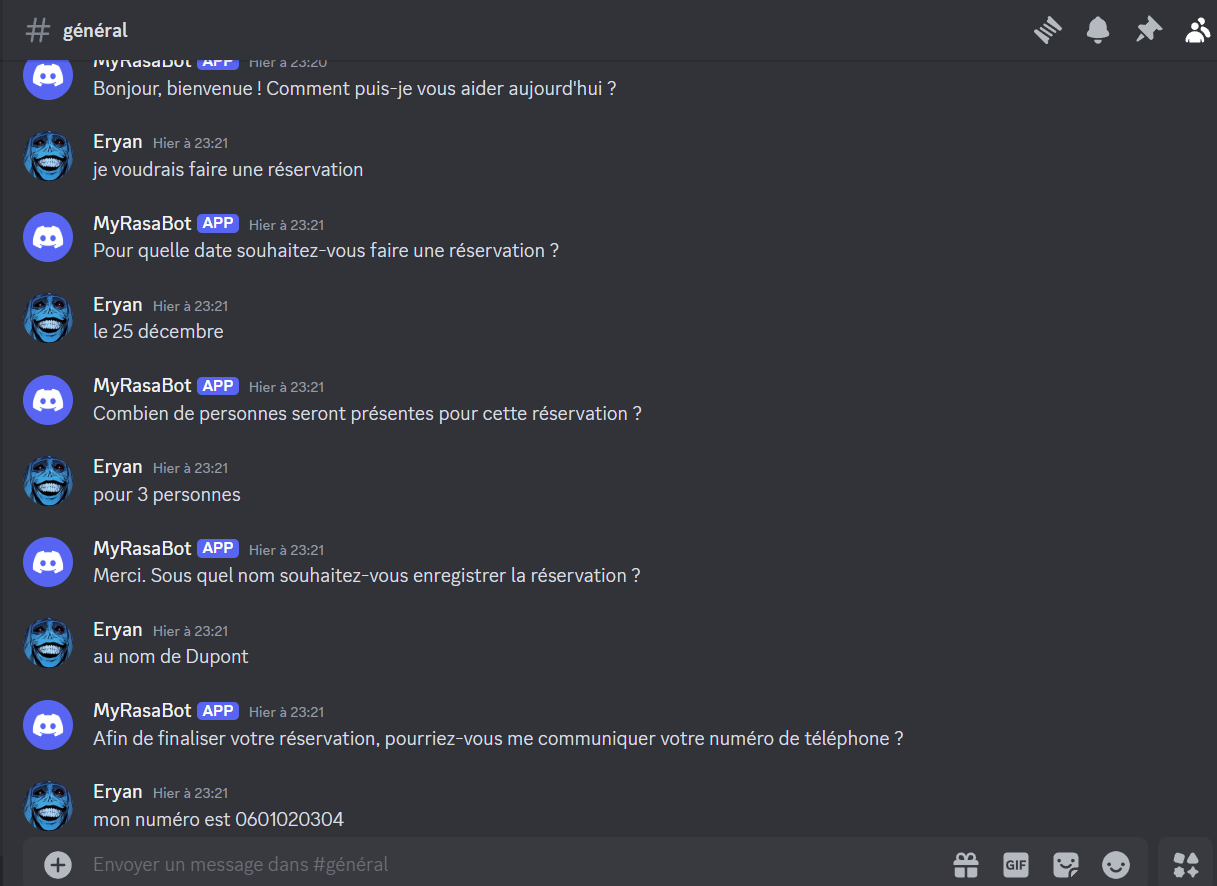 général
MyRasaBot APP Hier à 23:20
Bonjour, bienvenue ! Comment puis-je vous aider aujourd'hui ?
Eryan Hier à 23:21
je voudrais faire une réservation
MyRasaBot APP Hier à 23:21
Pour quelle date souhaitez-vous faire une réservation ?
Eryan Hier à 23:21
le 25 décembre
MyRasaBot APP Hier à 23:21
Combien de personnes seront présentes pour cette réservation ?
Eryan Hier à 23:21
pour 3 personnes
MyRasaBot APP Hier à 23:21
Merci. Sous quel nom souhaitez-vous enregistrer la réservation ?
Eryan Hier à 23:21
au nom de Dupont
MyRasaBot APP Hier à 23:21
Afin de finaliser votre réservation, pourriez-vous me communiquer votre numéro de téléphone ?
Eryan Hier à 23:21
mon numéro est 0601020304
Envoyer un message dans #général
GIF